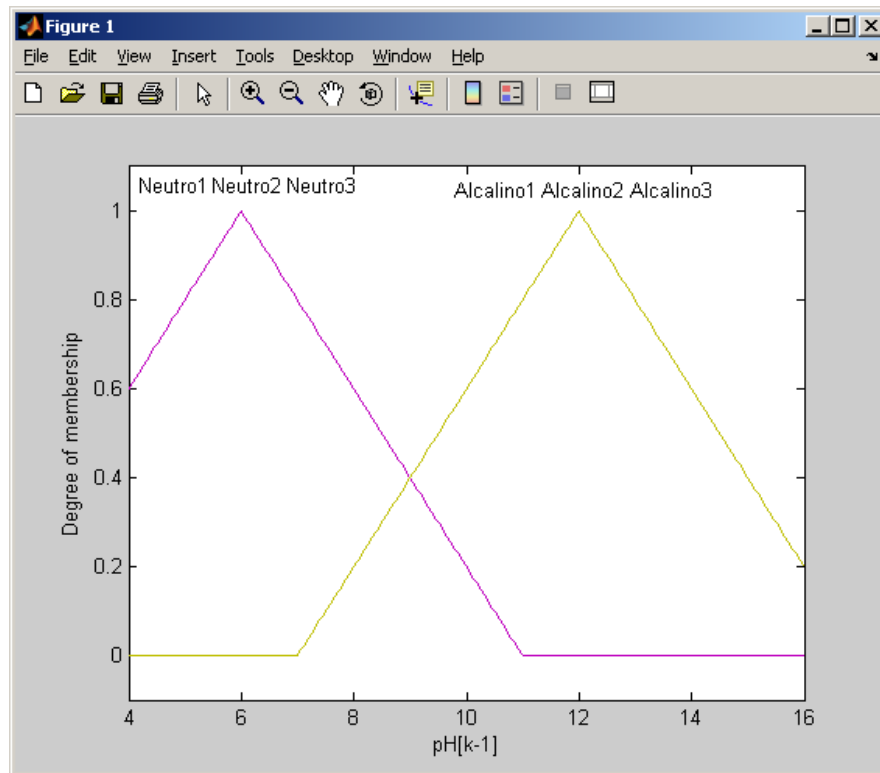 Figure 1
File Edit View Insert Tools Desktop Window Help
Neutro1 Neutro2 Neutro3
Alcalino1 Alcalino2 Alcalino3
1
0.8
0.6
0.4
0.2
0
Degree of membership
4 6 8 10 12 14 16
pH[k-1]